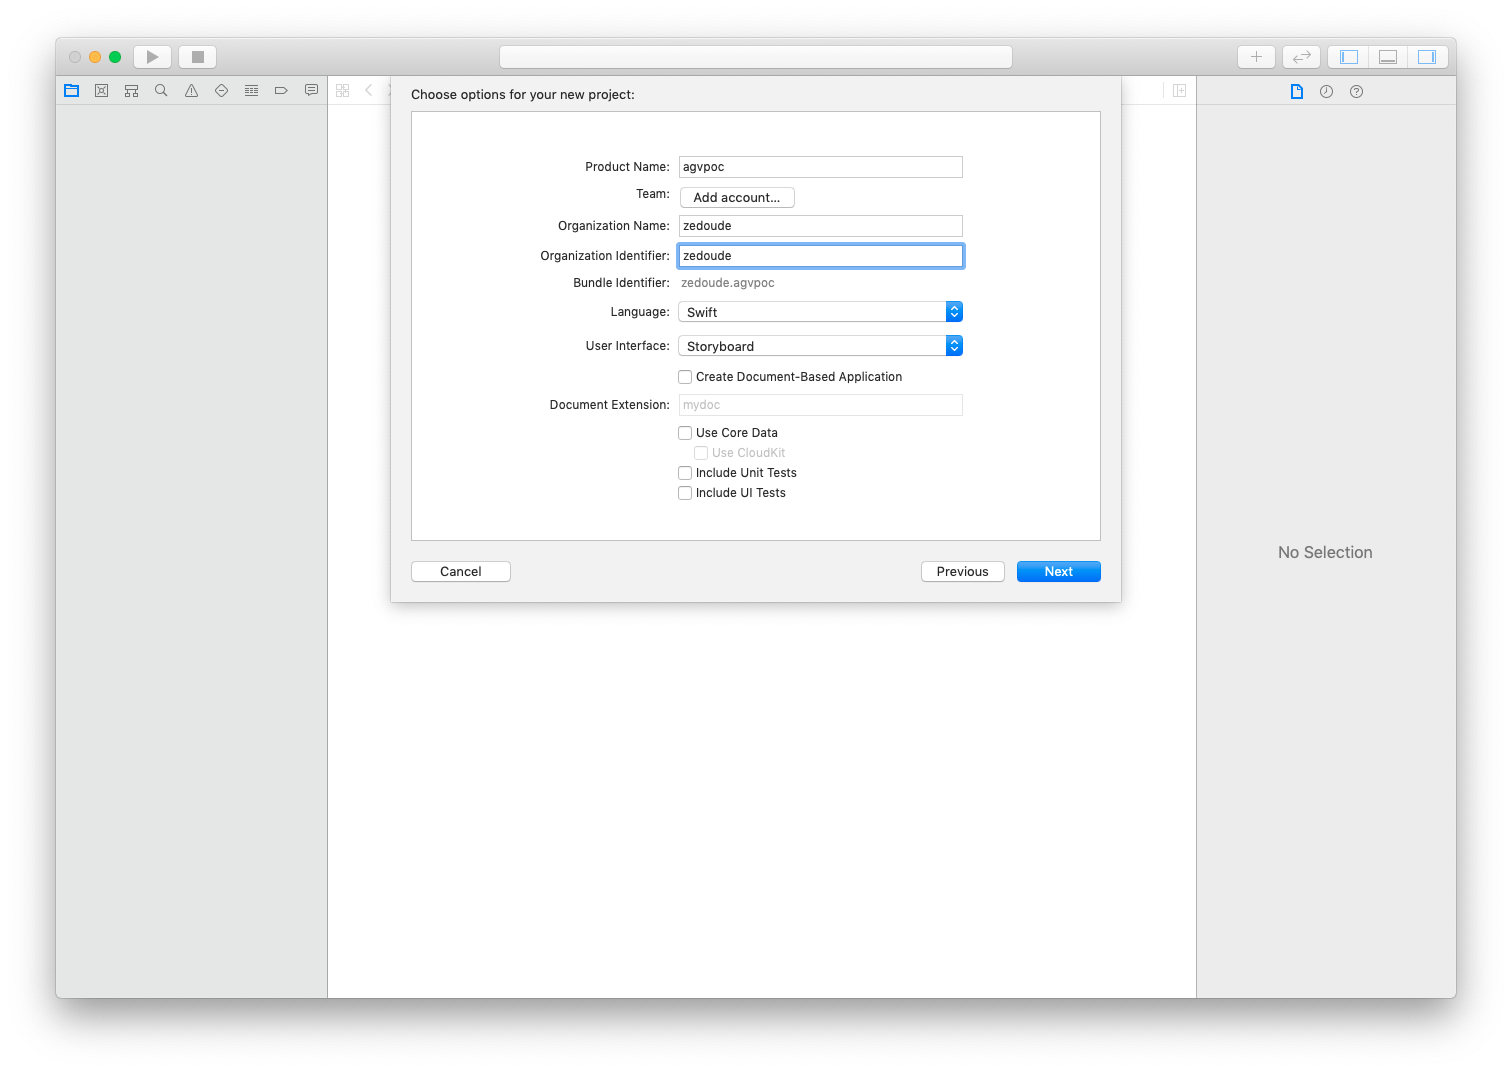 Choose options for your new project:
Product Name: agvpoc
Team: Add account...
Organization Name: zedoude
Organization Identifier: zedoude
Bundle Identifier: zedoude.agvpoc
Language: Swift
User Interface: Storyboard
Create Document-Based Application
Document Extension: mydoc
Use Core Data
Use CloudKit
Include Unit Tests
Include UI Tests
No Selection
Cancel Previous Next